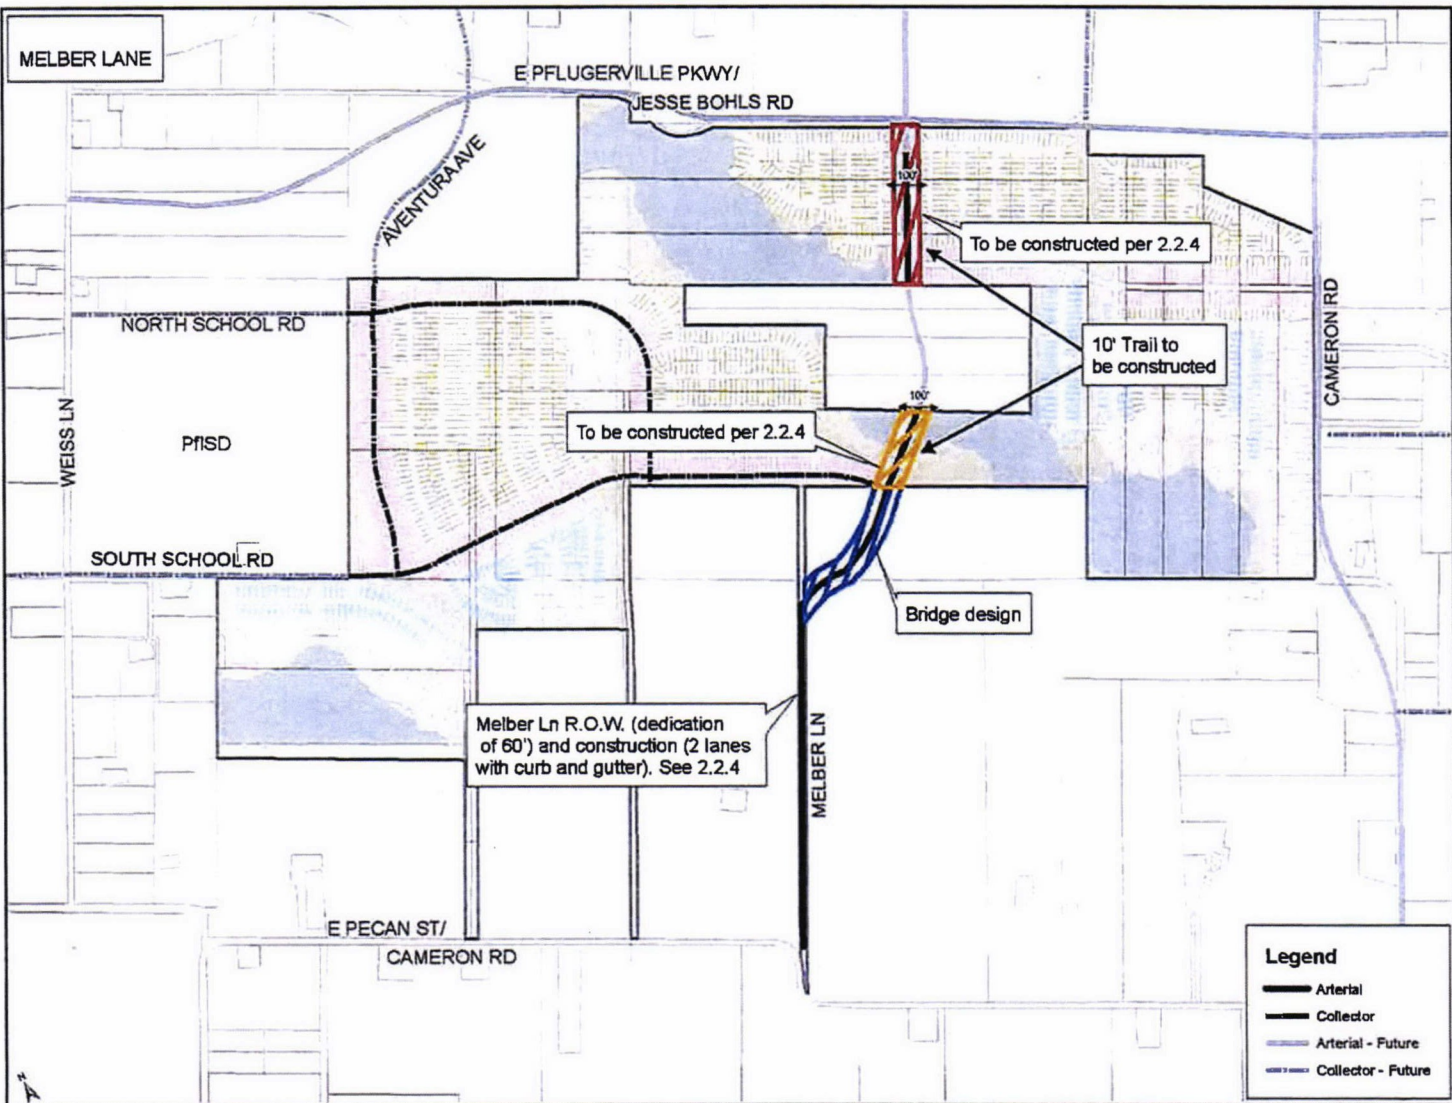 MELBER LANE
E PFLUGERVILLE PKWY/
JESSE BOHLS RD
AVENTURA AVE
100'
To be constructed per 2.2.4
NORTH SCHOOL RD
CAMERON RD
10' Trail to
be constructed
100'
WEISS LN
PfISD
To be constructed per 2.2.4
SOUTH SCHOOL RD
Bridge design
Melber Ln R.O.W. (dedication
of 60') and construction (2 lanes
with curb and gutter). See 2.2.4
MELBER LN
E PECAN ST/
CAMERON RD
Legend
Arterial
Collector
Arterial - Future
Collector - Future
z